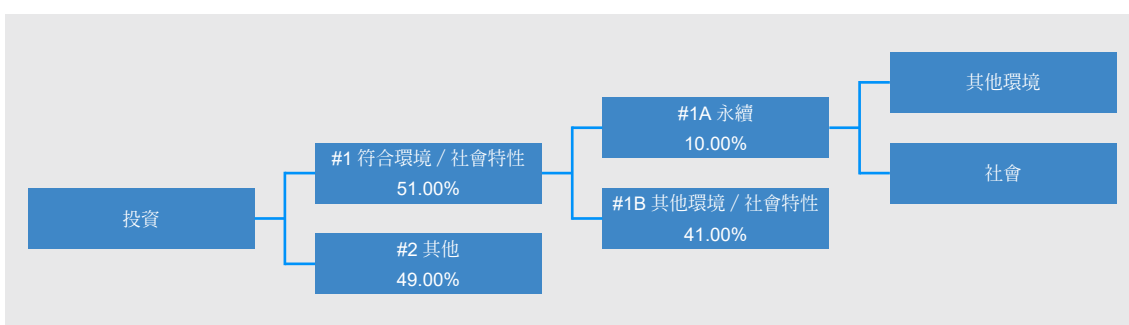 投資
#1 符合環境 / 社會特性
51.00%
#2 其他
49.00%
#1A 永續
10.00%
#1B 其他環境 / 社會特性
41.00%
其他環境
社會